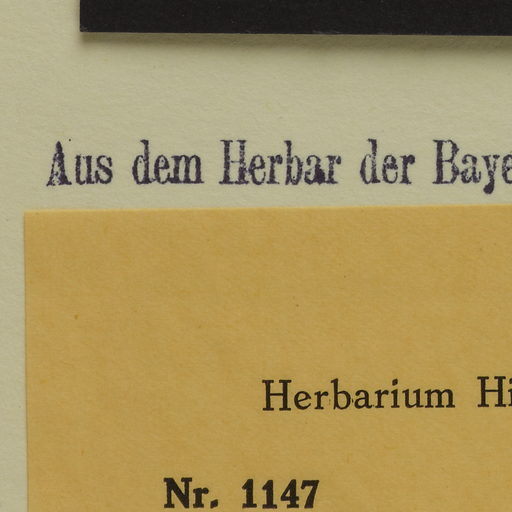 Aus dem Herbar der Baye
Herbarium Hi
Nr. 1147